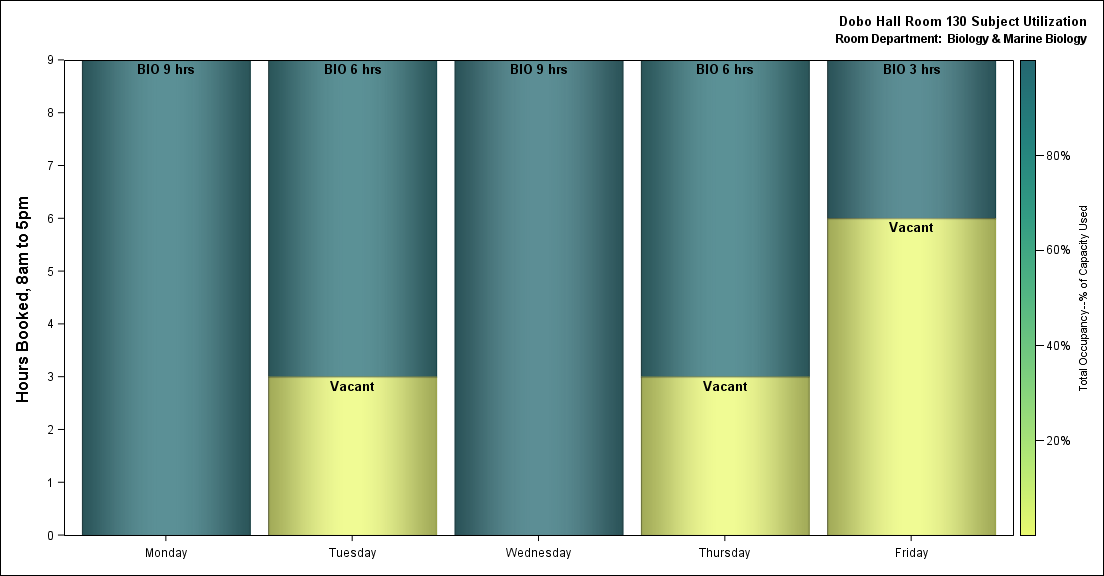 Dobo Hall Room 130 Subject Utilization
Room Department: Biology & Marine Biology
Hours Booked, 8am to 5pm
9
8
7
6
5
4
3
2
1
0
BIO 9 hrs
BIO 6 hrs
Vacant
BIO 9 hrs
BIO 6 hrs
Vacant
BIO 3 hrs
Vacant
Monday
Tuesday
Wednesday
Thursday
Friday
80%
60%
40%
20%
Total Occupancy--% of Capacity Used